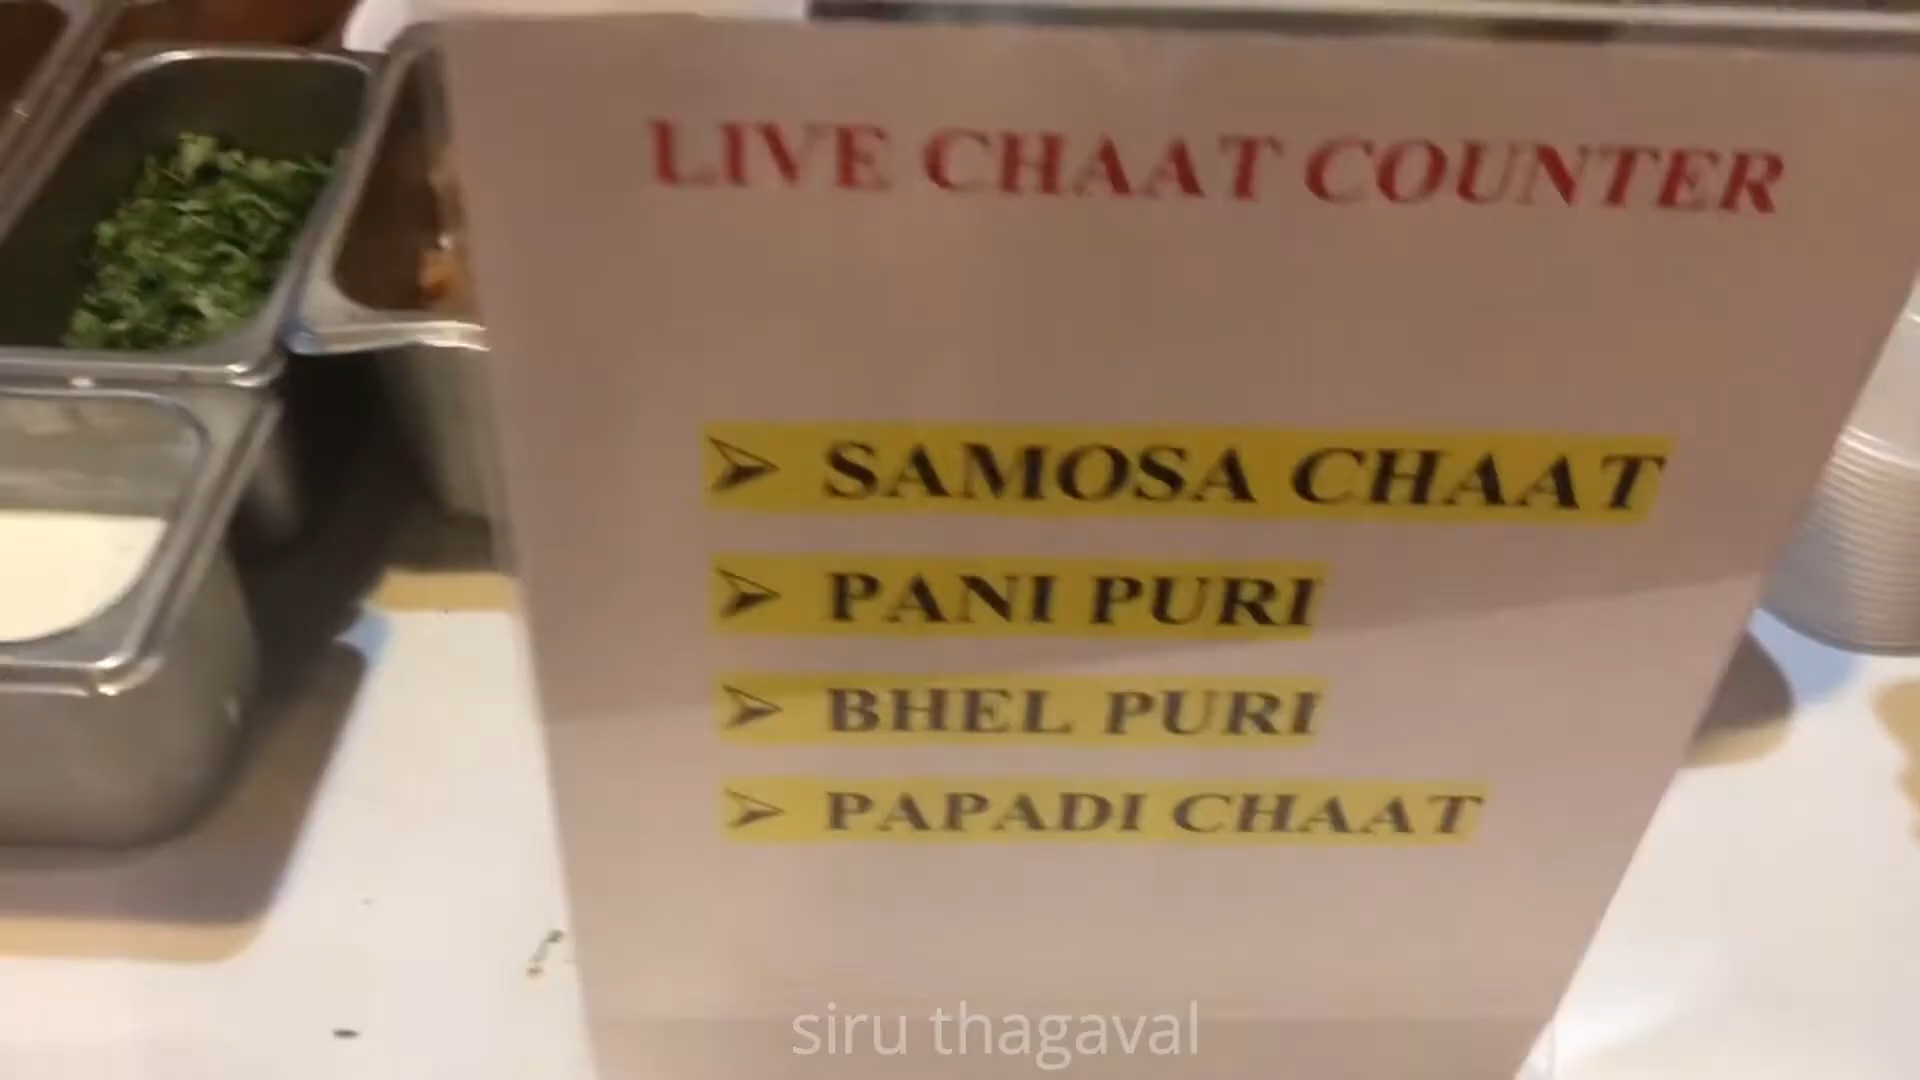 LIVE CHAAT COUNTER
➢ SAMOSA CHAAT
➢ PANI PURI
➢ BHEL PURI
➢ PAPADI CHAAT
siru thagaval